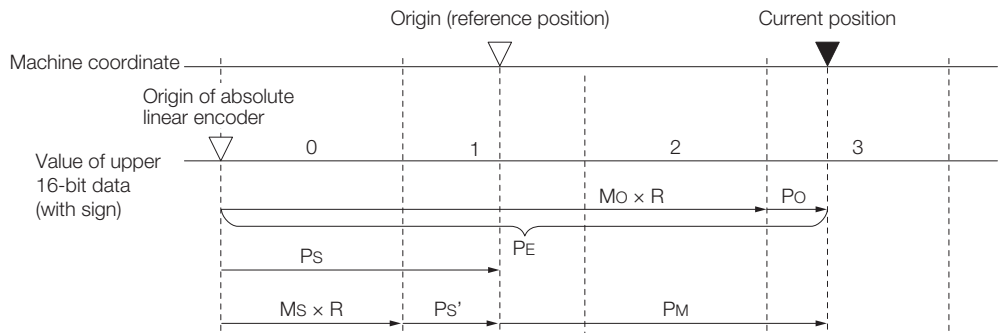 Origin (reference position)
Current position
Machine coordinate
Origin of absolute
linear encoder
Value of upper
16-bit data
(with sign)
0
1
2
3
MO × R
PO
PE
PS
MS × R
PS'
PM